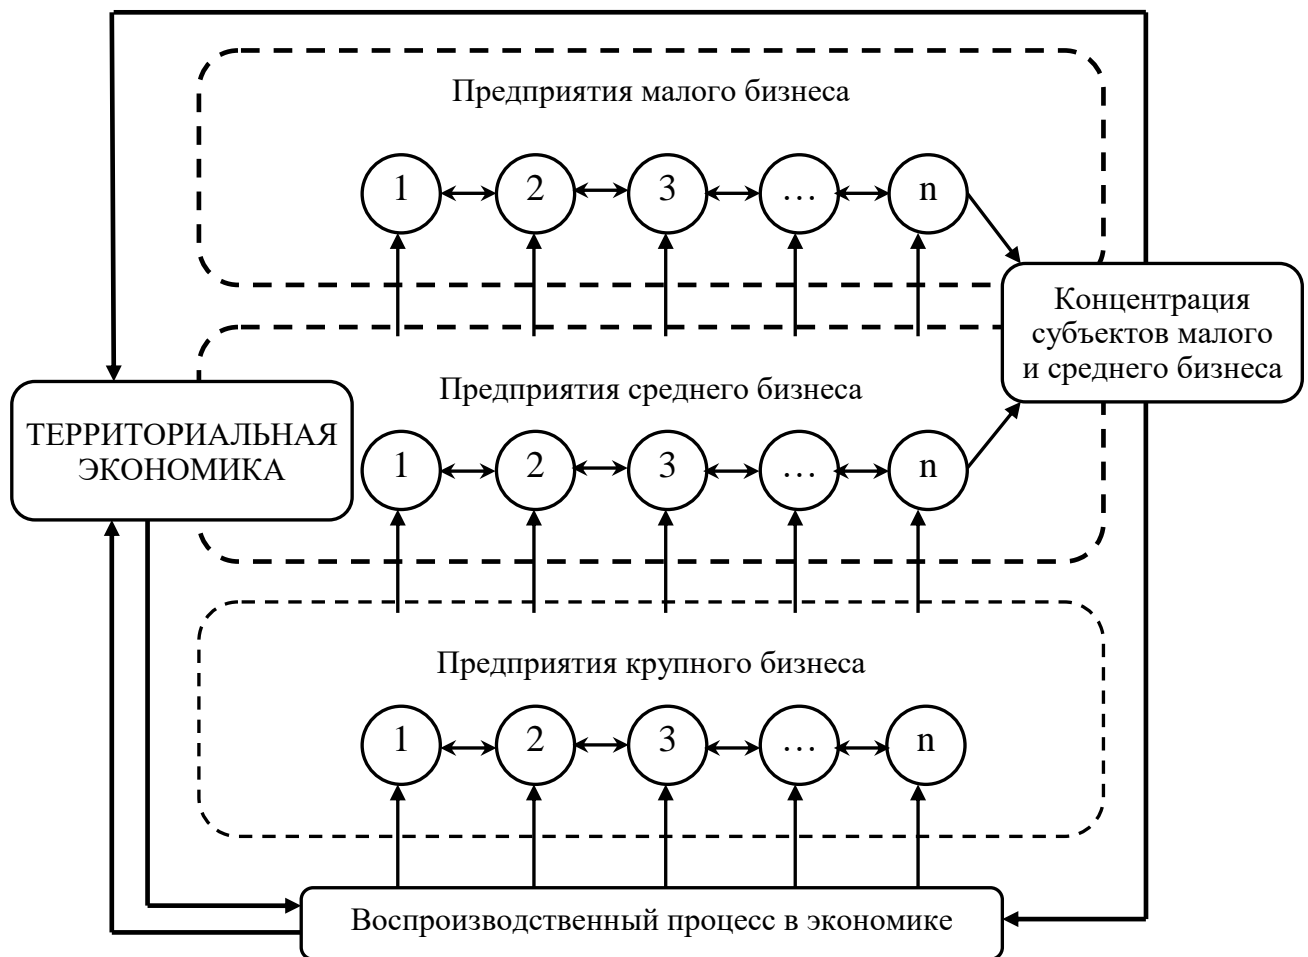 Предприятия малого бизнеса
1 2 3 … n
Концентрация
субъектов малого
и среднего бизнеса
Предприятия среднего бизнеса
ТЕРРИТОРИАЛЬНАЯ
ЭКОНОМИКА
1 2 3 … n
Предприятия крупного бизнеса
1 2 3 … n
Воспроизводственный процесс в экономике